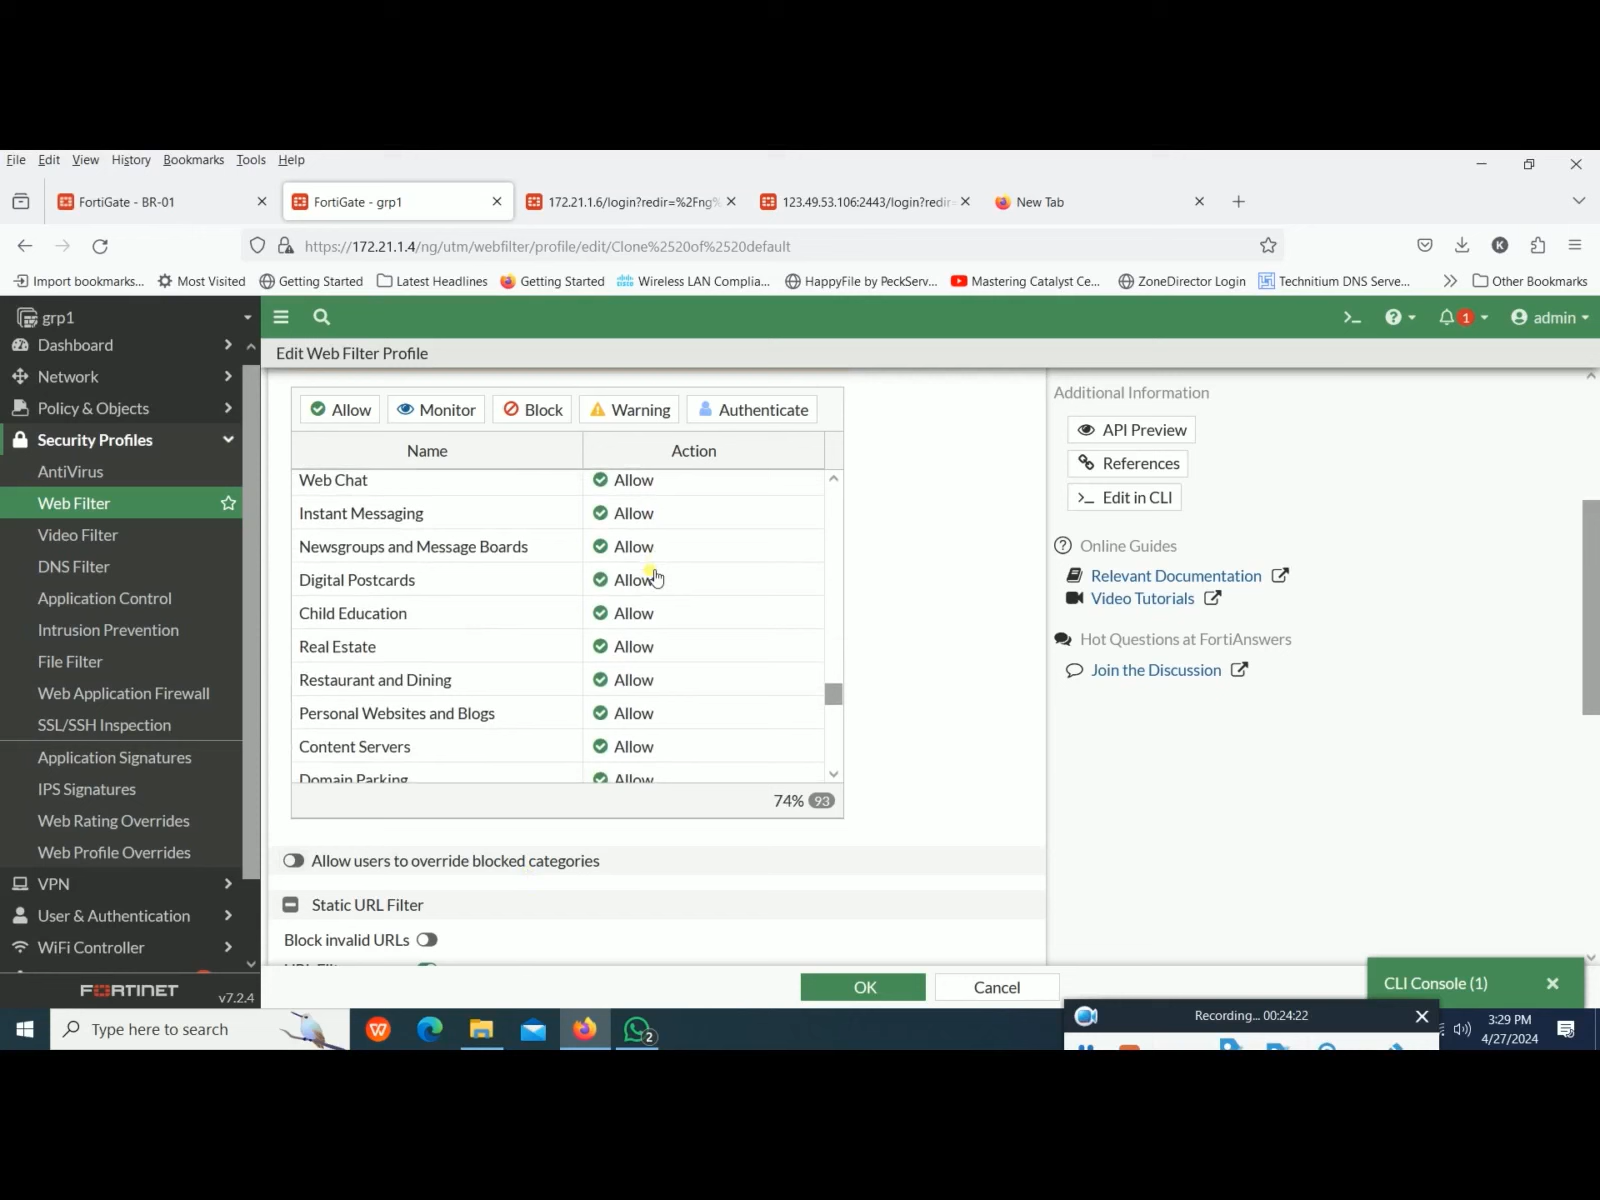 File Edit View History Bookmarks Tools Help
FortiGate - BR-01
FortiGate - grp1
172.21.1.6/login?redir=%2Fng%
123.49.53.106:2443/login?redir=
New Tab
https://172.21.1.4/ng/utm/webfilter/profile/edit/Clone%2520of%2520default
K
Import bookmarks... Most Visited Getting Started Latest Headlines Getting Started Wireless LAN Complia... HappyFile by PeckServ... Mastering Catalyst Ce... ZoneDirector Login Technitium DNS Serve... Other Bookmarks
grp1
1
admin
Dashboard
Network
Policy & Objects
Security Profiles
AntiVirus
Web Filter
Video Filter
DNS Filter
Application Control
Intrusion Prevention
File Filter
Web Application Firewall
SSL/SSH Inspection
Application Signatures
IPS Signatures
Web Rating Overrides
Web Profile Overrides
VPN
User & Authentication
WiFi Controller
FORTINET v7.2.4
Edit Web Filter Profile
Allow Monitor Block Warning Authenticate
Name Action
Web Chat Allow
Instant Messaging Allow
Newsgroups and Message Boards Allow
Digital Postcards Allow
Child Education Allow
Real Estate Allow
Restaurant and Dining Allow
Personal Websites and Blogs Allow
Content Servers Allow
Domain Parking Allow
74% 93
Allow users to override blocked categories
Static URL Filter
Block invalid URLs
OK Cancel
Additional Information
API Preview
References
>_ Edit in CLI
Online Guides
Relevant Documentation
Video Tutorials
Hot Questions at FortiAnswers
Join the Discussion
CLI Console (1)
Type here to search
W
2
Recording... 00:24:22
3:29 PM
4/27/2024